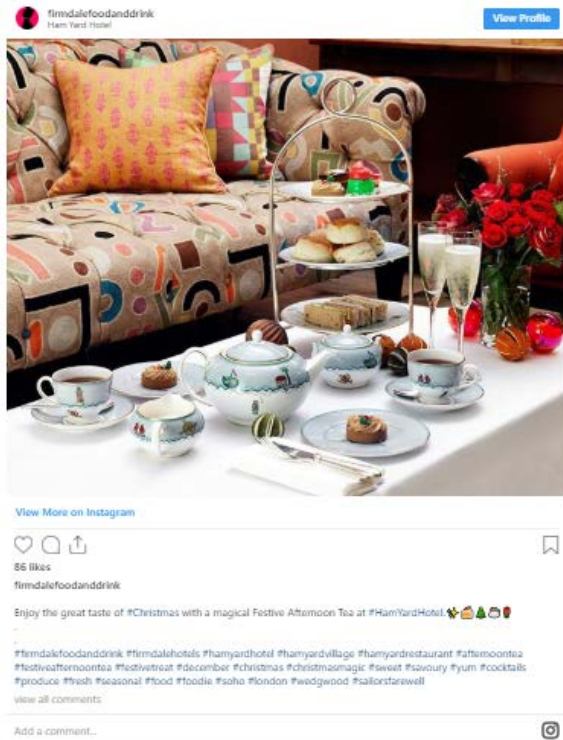 firmdalefoodanddrink
Ham Yard Hotel
View Profile
View More on Instagram
86 likes
firmdalefoodanddrink
Enjoy the great taste of #Christmas with a magical Festive Afternoon Tea at #HamYardHotel.
.
.
#firmdalefoodanddrink #firmdalehotels #hamyardhotel #hamyardvillage #hamyardrestaurant #afternoontea
#festiveafternoontea #festivetreat #december #christmas #christmasmagic #sweet #savoury #yum #cocktails
#produce #fresh #seasonal #food #foodie #soho #london #wedgwood #sailorsfarewell
view all comments
Add a comment...